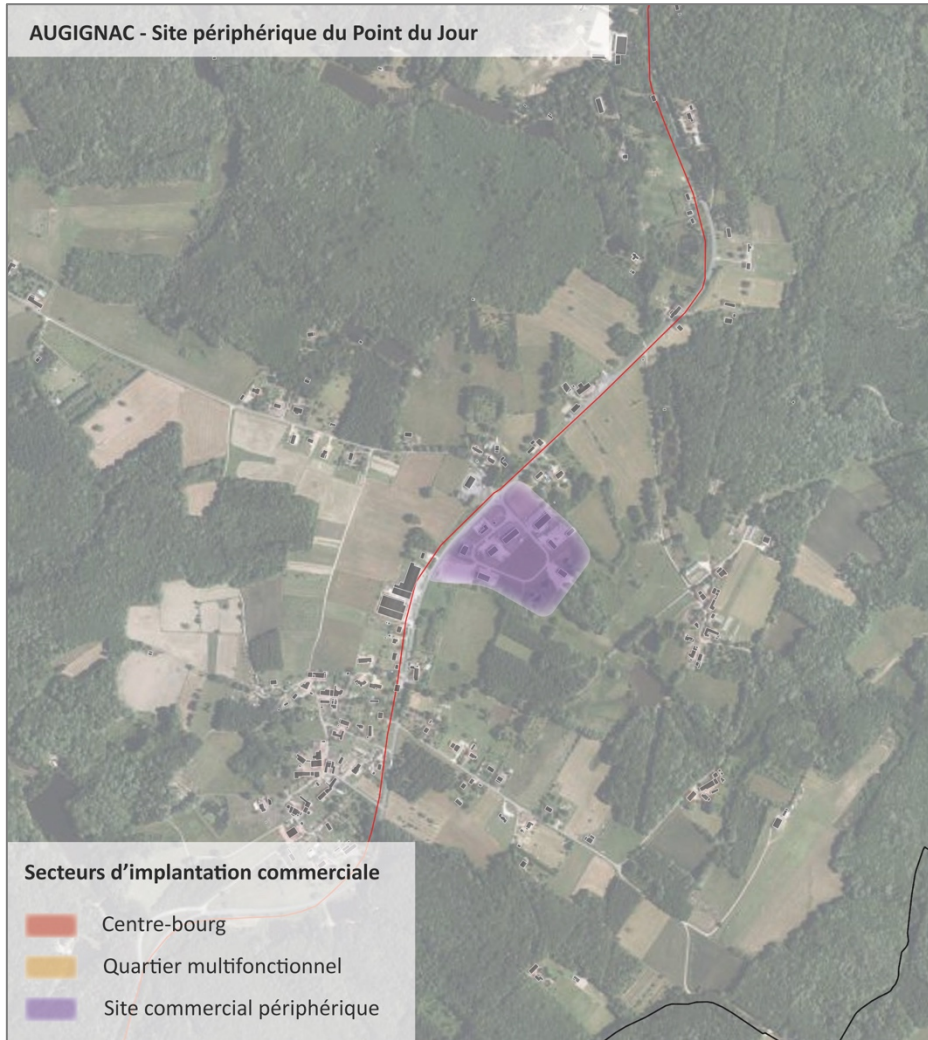 AUGIGNAC - Site périphérique du Point du Jour
Secteurs d'implantation commerciale
Centre-bourg
Quartier multifonctionnel
Site commercial périphérique